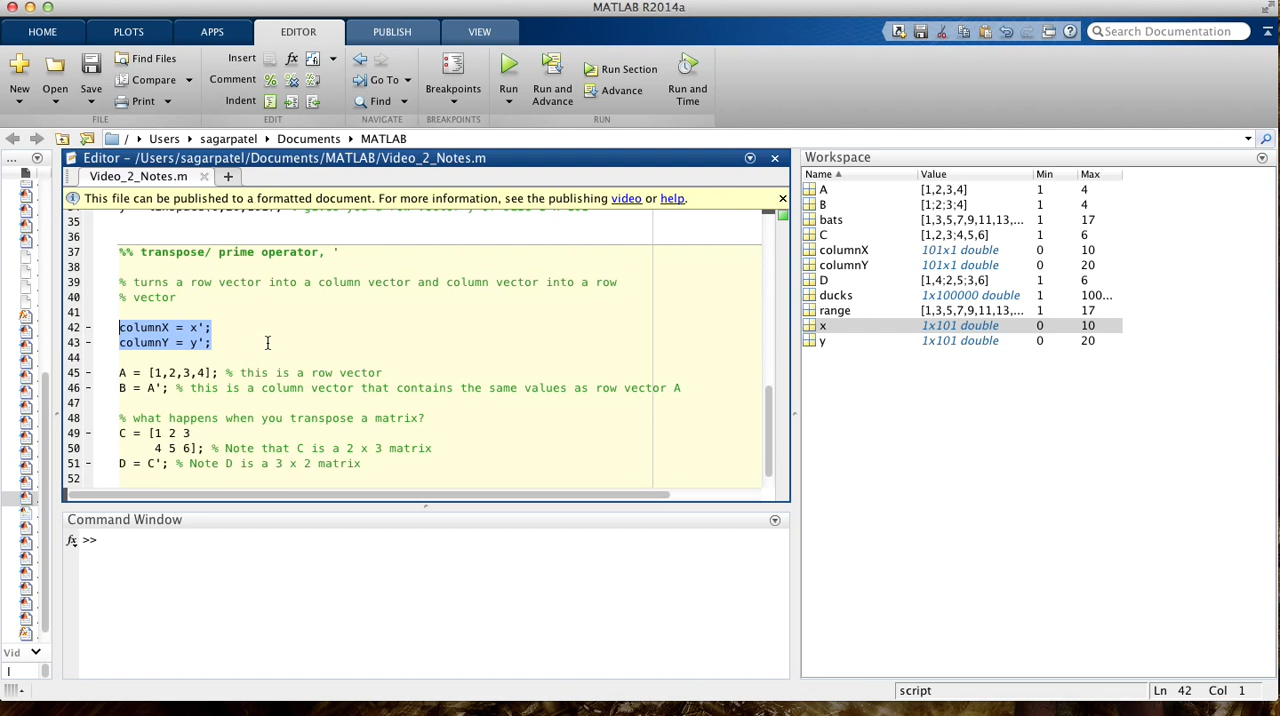 MATLAB R2014a
HOME PLOTS APPS EDITOR PUBLISH VIEW Search Documentation
Find Files Insert fx
Compare Comment % Go To Run Section
New Open Save Breakpoints Run Run and Advance Advance Run and Time
Print Indent Find
FILE EDIT NAVIGATE BREAKPOINTS RUN
/ Users sagarpatel Documents MATLAB
... Editor – /Users/sagarpatel/Documents/MATLAB/Video_2_Notes.m
Video_2_Notes.m
This file can be published to a formatted document. For more information, see the publishing video or help.
35
36
37 %% transpose/ prime operator, '
38
39 % turns a row vector into a column vector and column vector into a row
40 % vector
41
42 – columnX = x';
43 – columnY = y';
44
45 – A = [1,2,3,4]; % this is a row vector
46 – B = A'; % this is a column vector that contains the same values as row vector A
47
48 % what happens when you transpose a matrix?
49 – C = [1 2 3
50 4 5 6]; % Note that C is a 2 x 3 matrix
51 – D = C'; % Note D is a 3 x 2 matrix
52
Command Window
fx >>
Vid
Workspace
Name Value Min Max
A [1,2,3,4] 1 4
B [1;2;3;4] 1 4
bats [1,3,5,7,9,11,13,... 1 17
C [1,2,3;4,5,6] 1 6
columnX 101x1 double 0 10
columnY 101x1 double 0 20
D [1,4;2,5;3,6] 1 6
ducks 1x100000 double 1 100...
range [1,3,5,7,9,11,13,... 1 17
x 1x101 double 0 10
y 1x101 double 0 20
script Ln 42 Col 1